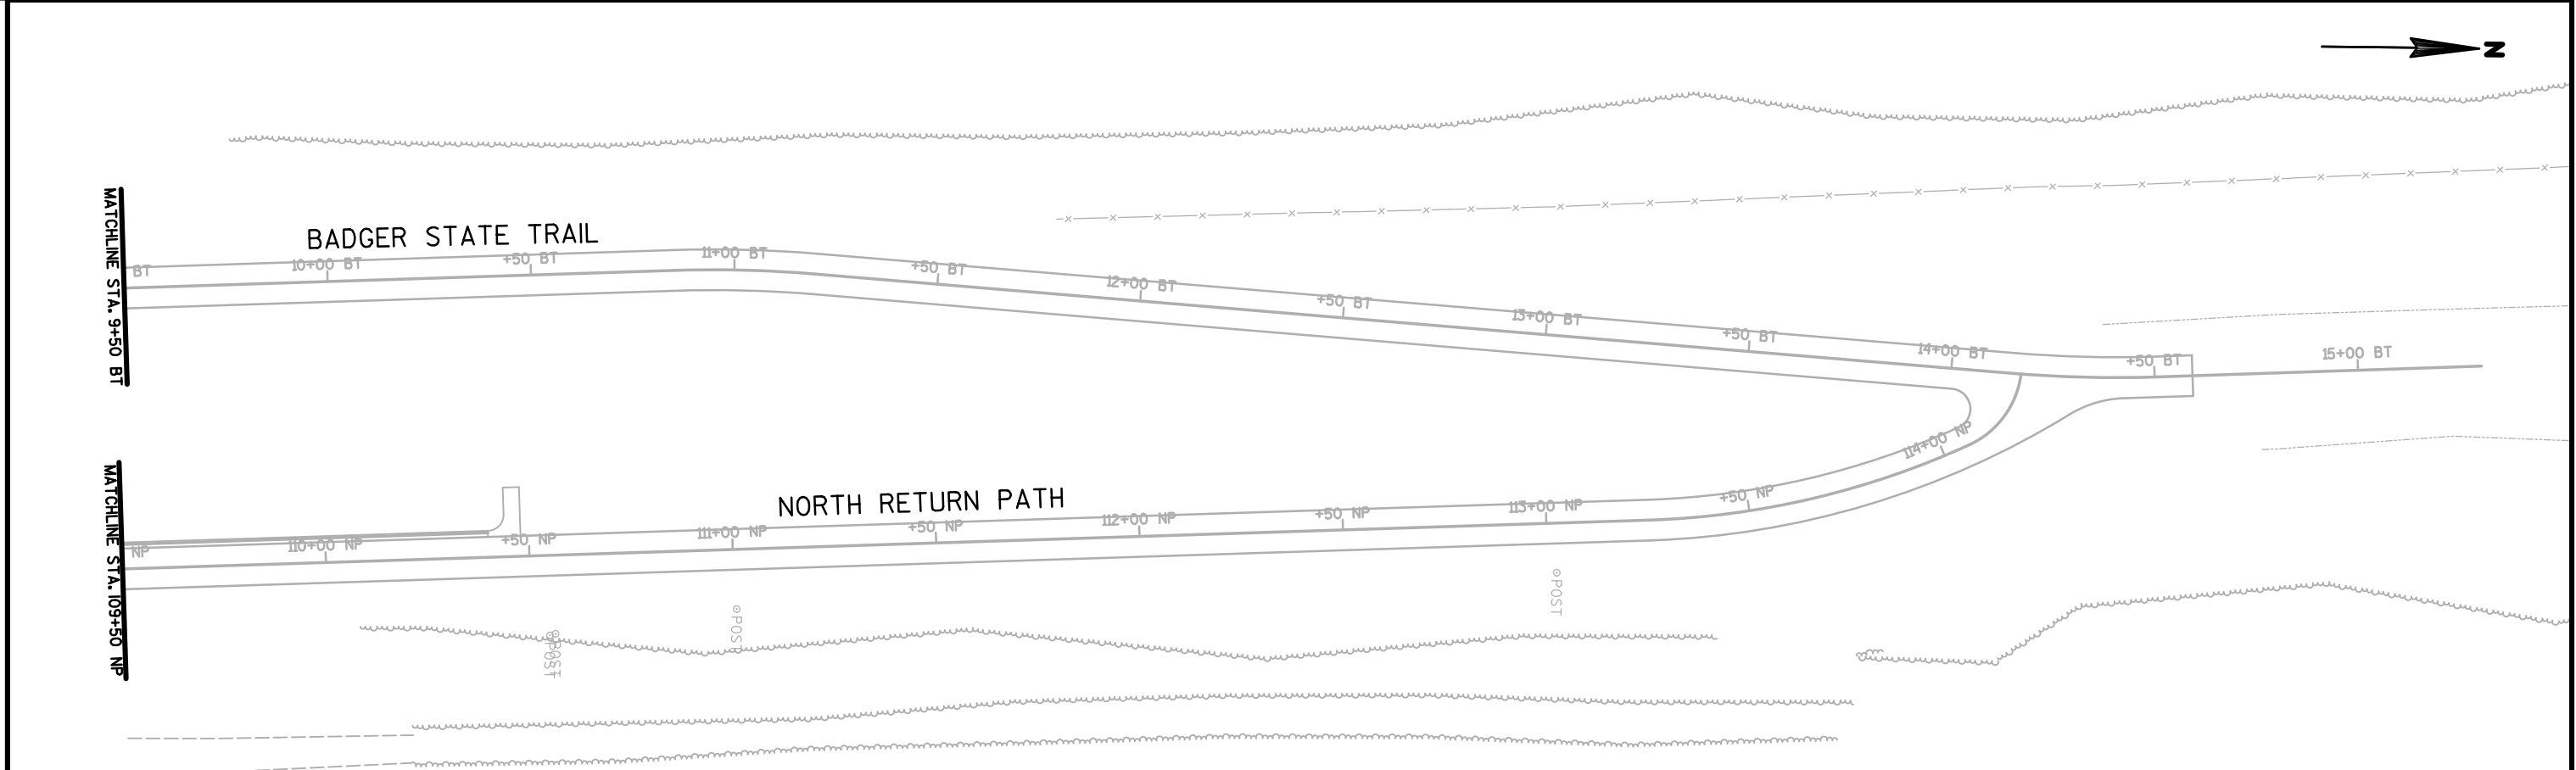 N
MATCHLINE STA. 9+50 BT
BADGER STATE TRAIL
BT
10+00 BT
+50 BT
11+00 BT
+50 BT
12+00 BT
+50 BT
13+00 BT
+50 BT
14+00 BT
+50 BT
15+00 BT
MATCHLINE STA. 109+50 NP
NORTH RETURN PATH
NP
110+00 NP
+50 NP
111+00 NP
+50 NP
112+00 NP
+50 NP
113+00 NP
+50 NP
114+00 NP
POST
POST
POST
POST